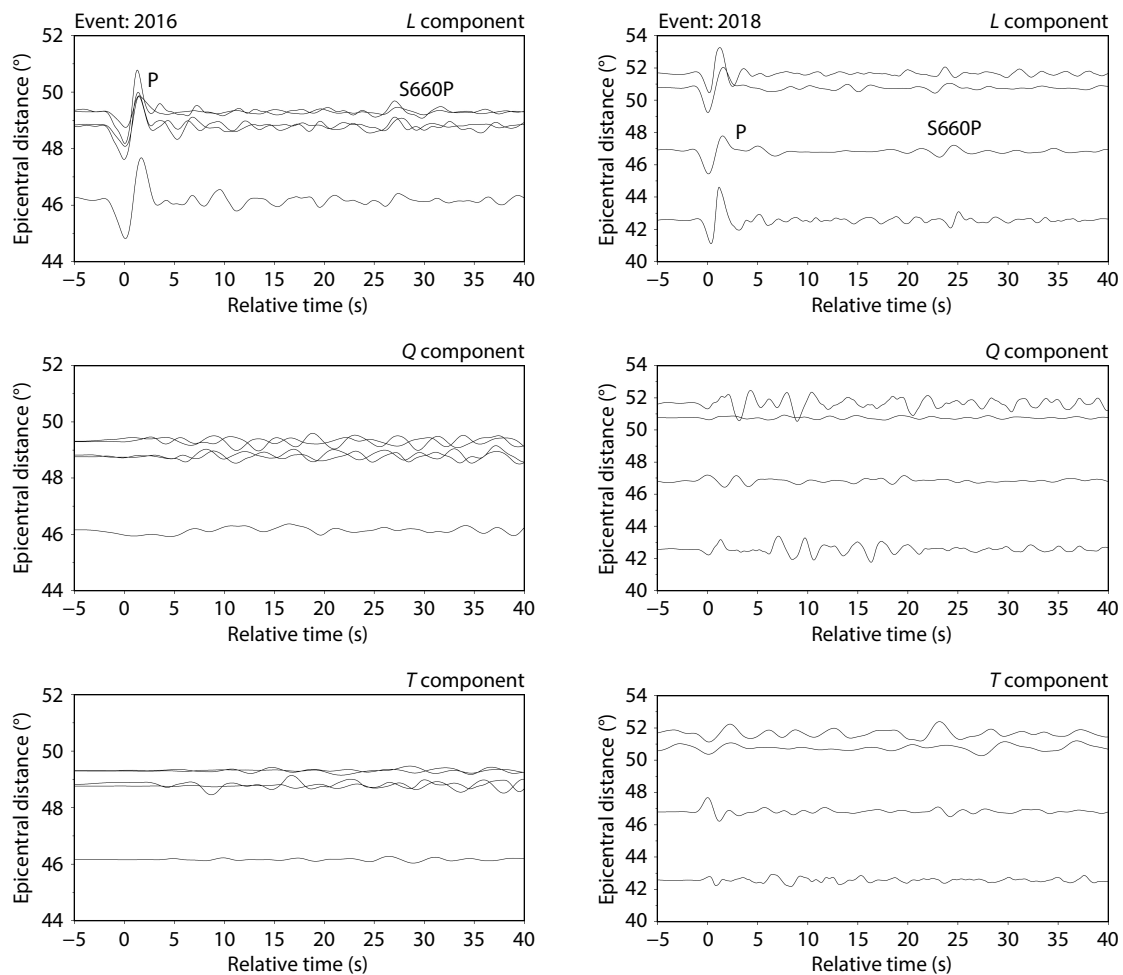 Event: 2016
L component
52
50
48
46
44
Epicentral distance (°)
P
S660P
−5 0 5 10 15 20 25 30 35 40
Relative time (s)
Event: 2018
L component
54
52
50
48
46
44
42
40
Epicentral distance (°)
P
S660P
−5 0 5 10 15 20 25 30 35 40
Relative time (s)
Q component
52
50
48
46
44
Epicentral distance (°)
−5 0 5 10 15 20 25 30 35 40
Relative time (s)
Q component
54
52
50
48
46
44
42
40
Epicentral distance (°)
−5 0 5 10 15 20 25 30 35 40
Relative time (s)
T component
52
50
48
46
44
Epicentral distance (°)
−5 0 5 10 15 20 25 30 35 40
Relative time (s)
T component
54
52
50
48
46
44
42
40
Epicentral distance (°)
−5 0 5 10 15 20 25 30 35 40
Relative time (s)